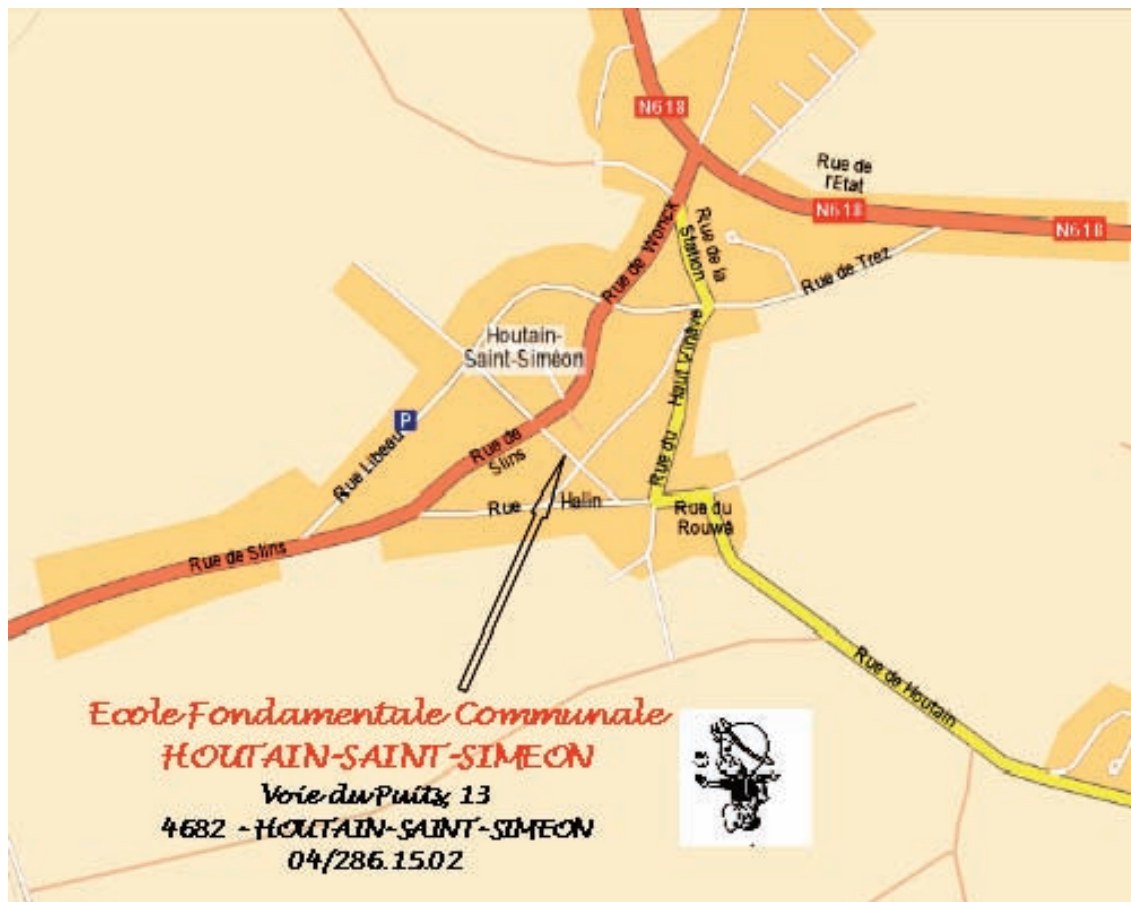 N618
Rue de
l'Etat
N618
N618
Rue de Wonck
Rue de la
Station
Rue de Trez
Houtain-
Saint-Siméon
Rue du Haut Vinâve
P
Rue Libeau
Rue de
Slins
Rue Halin
Rue du
Rouwa
Rue de Slins
Rue de Houtain
Ecole Fondamentale Communale
HOUTAIN-SAINT-SIMEON
Voie du Puits, 13
4682 - HOUTAIN-SAINT-SIMEON
04/286.15.02